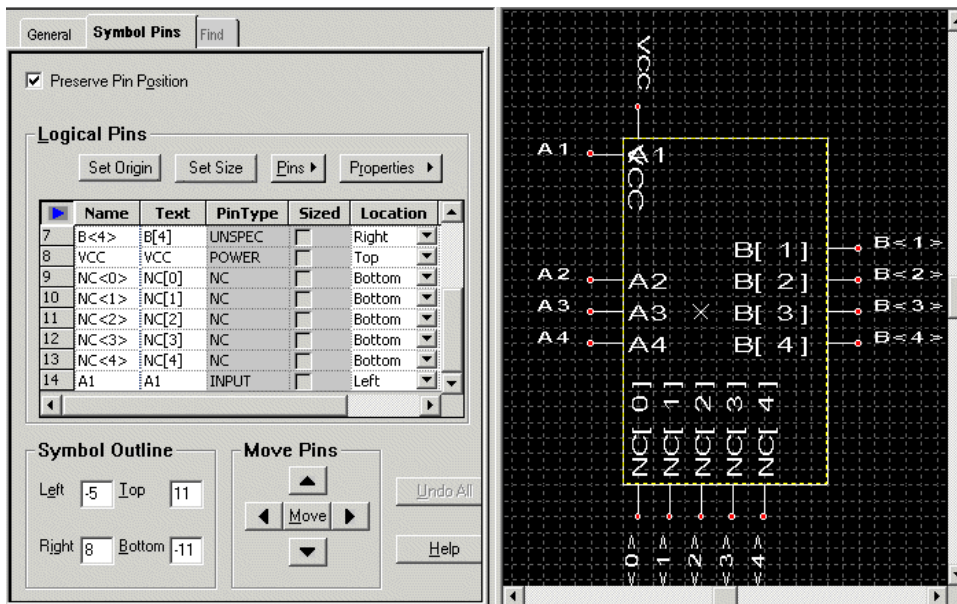 General Symbol Pins Find
Preserve Pin Position
Logical Pins
Set Origin Set Size Pins Properties
Name Text PinType Sized Location
7 B<4> B[4] UNSPEC Right
8 VCC VCC POWER Top
9 NC<0> NC[0] NC Bottom
10 NC<1> NC[1] NC Bottom
11 NC<2> NC[2] NC Bottom
12 NC<3> NC[3] NC Bottom
13 NC<4> NC[4] NC Bottom
14 A1 A1 INPUT Left
Symbol Outline
Left -5 Top 11
Right 8 Bottom -11
Move Pins
Move
Undo All
Help
VCC
A1 A1
VCC
B[ 1] B<1>
A2 A2 B[ 2] B<2>
A3 A3 B[ 3] B<3>
A4 A4 B[ 4] B<4>
NC[ 0]
NC[ 1]
NC[ 2]
NC[ 3]
NC[ 4]
<0>
<1>
<2>
<3>
<4>